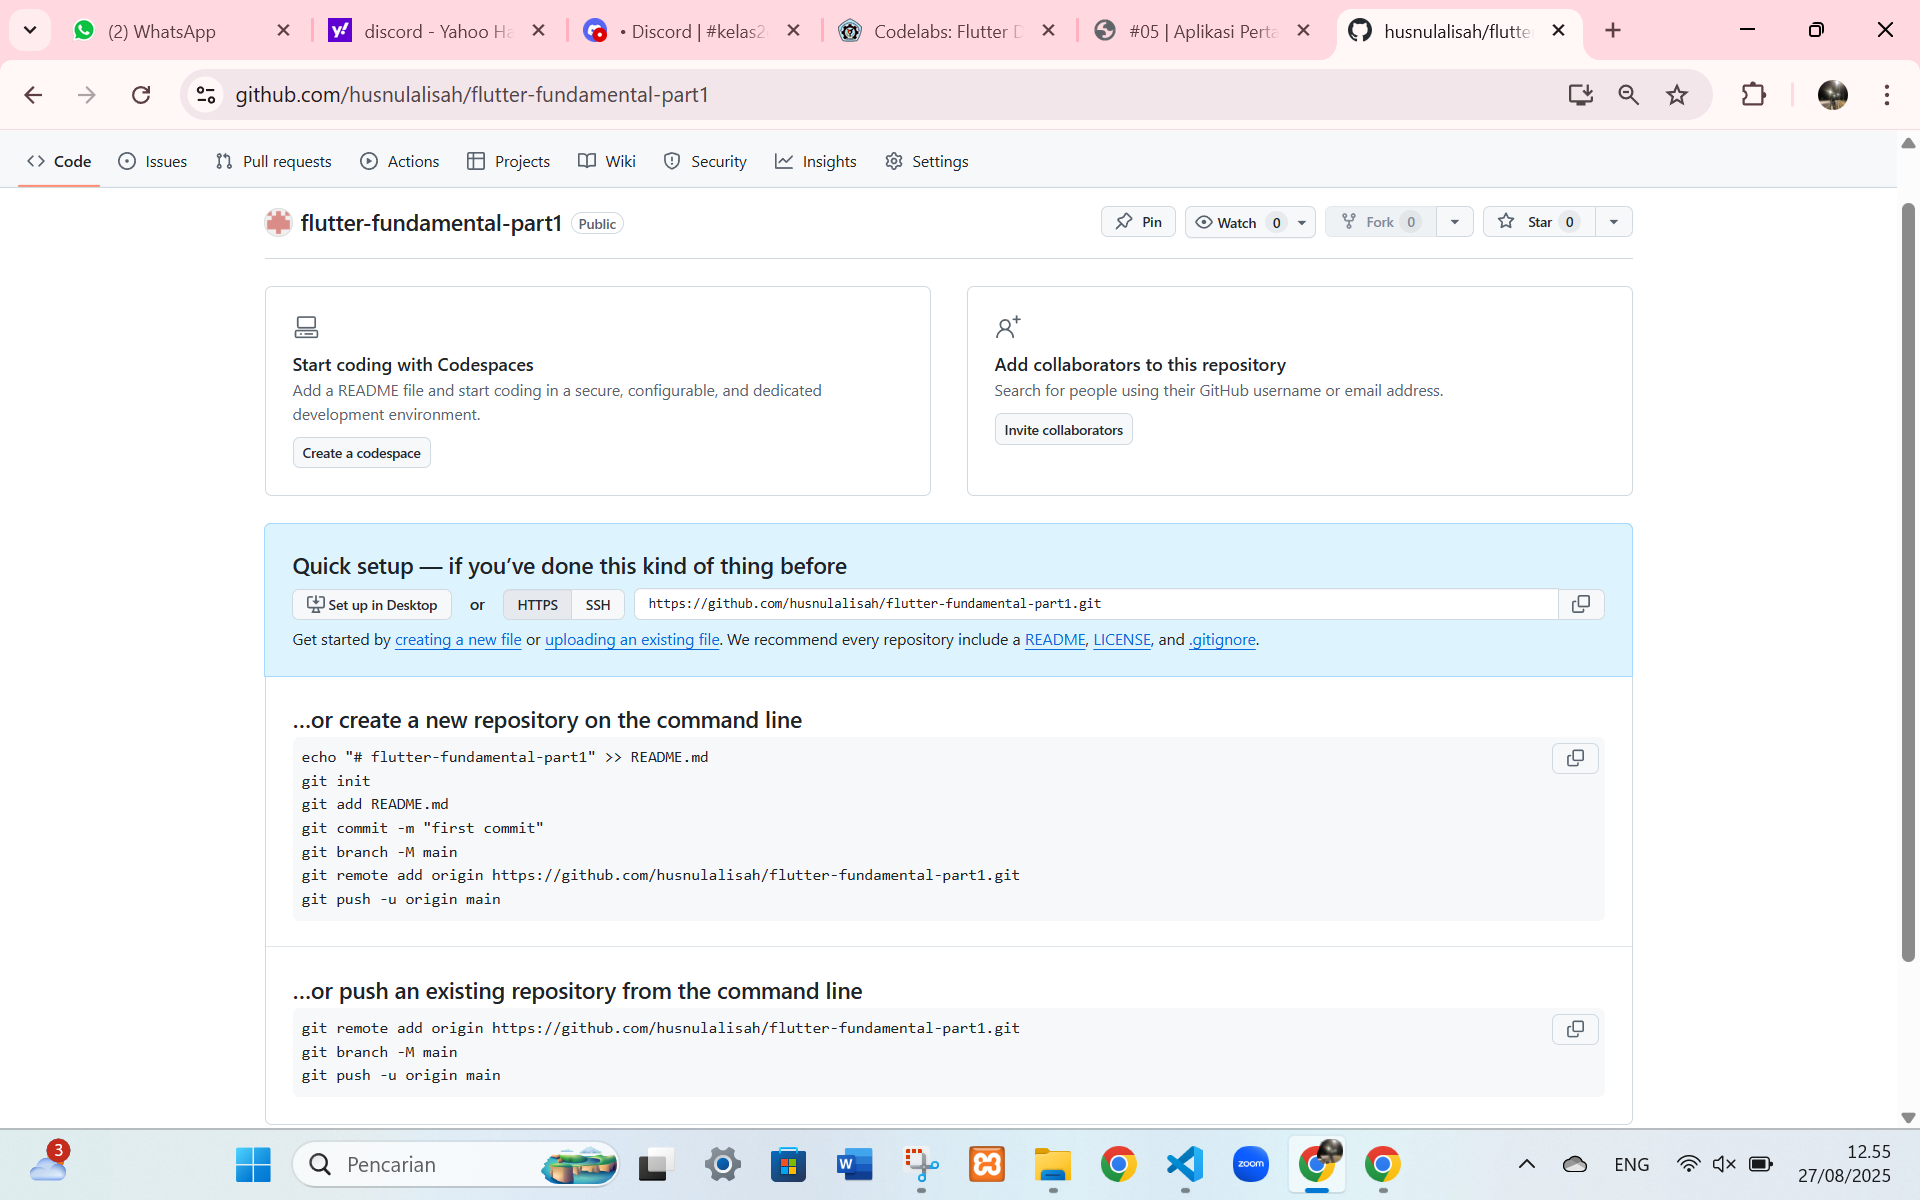 (2) WhatsApp
discord - Yahoo Ha
• Discord | #kelas2
Codelabs: Flutter D
#05 | Aplikasi Perta
husnulalisah/flutte
github.com/husnulalisah/flutter-fundamental-part1
Code
Issues
Pull requests
Actions
Projects
Wiki
Security
Insights
Settings
flutter-fundamental-part1
Public
Pin
Watch 0
Fork 0
Star 0
Start coding with Codespaces
Add a README file and start coding in a secure, configurable, and dedicated
development environment.
Create a codespace
Add collaborators to this repository
Search for people using their GitHub username or email address.
Invite collaborators
Quick setup — if you’ve done this kind of thing before
Set up in Desktop or HTTPS SSH https://github.com/husnulalisah/flutter-fundamental-part1.git
Get started by creating a new file or uploading an existing file. We recommend every repository include a README, LICENSE, and .gitignore.
…or create a new repository on the command line
echo "# flutter-fundamental-part1" >> README.md
git init
git add README.md
git commit -m "first commit"
git branch -M main
git remote add origin https://github.com/husnulalisah/flutter-fundamental-part1.git
git push -u origin main
…or push an existing repository from the command line
git remote add origin https://github.com/husnulalisah/flutter-fundamental-part1.git
git branch -M main
git push -u origin main
3
Pencarian
W
zoom
ENG
12.55
27/08/2025